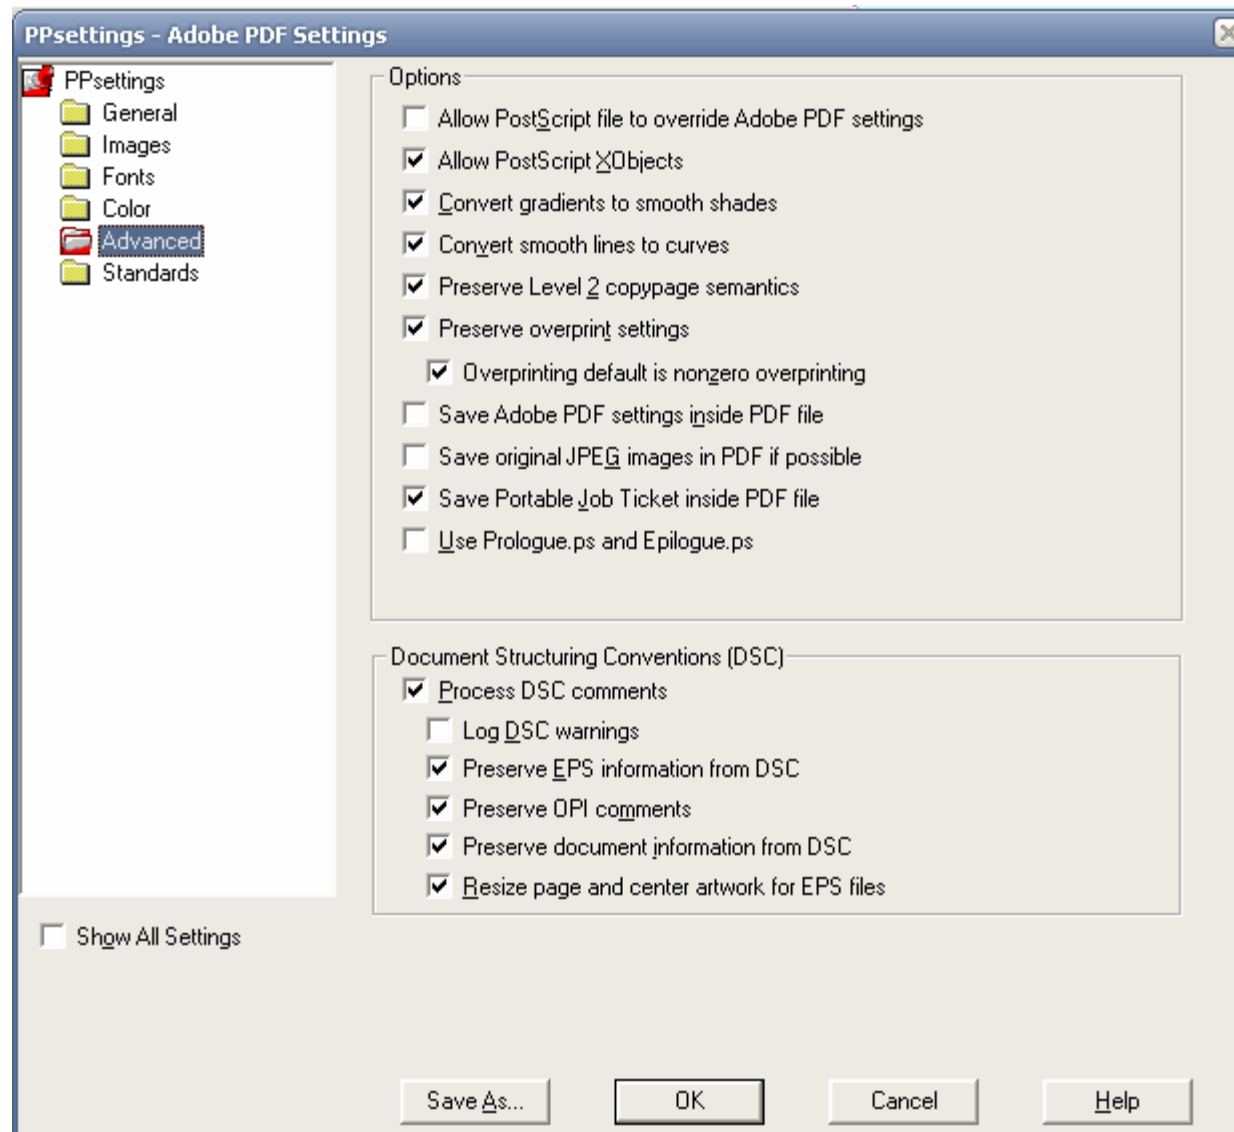 PPsettings - Adobe PDF Settings
PPsettings
General
Images
Fonts
Color
Advanced
Standards
Show All Settings
Options
Allow PostScript file to override Adobe PDF settings
Allow PostScript XObjects
Convert gradients to smooth shades
Convert smooth lines to curves
Preserve Level 2 copypage semantics
Preserve overprint settings
Overprinting default is nonzero overprinting
Save Adobe PDF settings inside PDF file
Save original JPEG images in PDF if possible
Save Portable Job Ticket inside PDF file
Use Prologue.ps and Epilogue.ps
Document Structuring Conventions (DSC)
Process DSC comments
Log DSC warnings
Preserve EPS information from DSC
Preserve OPI comments
Preserve document information from DSC
Resize page and center artwork for EPS files
Save As...
OK
Cancel
Help